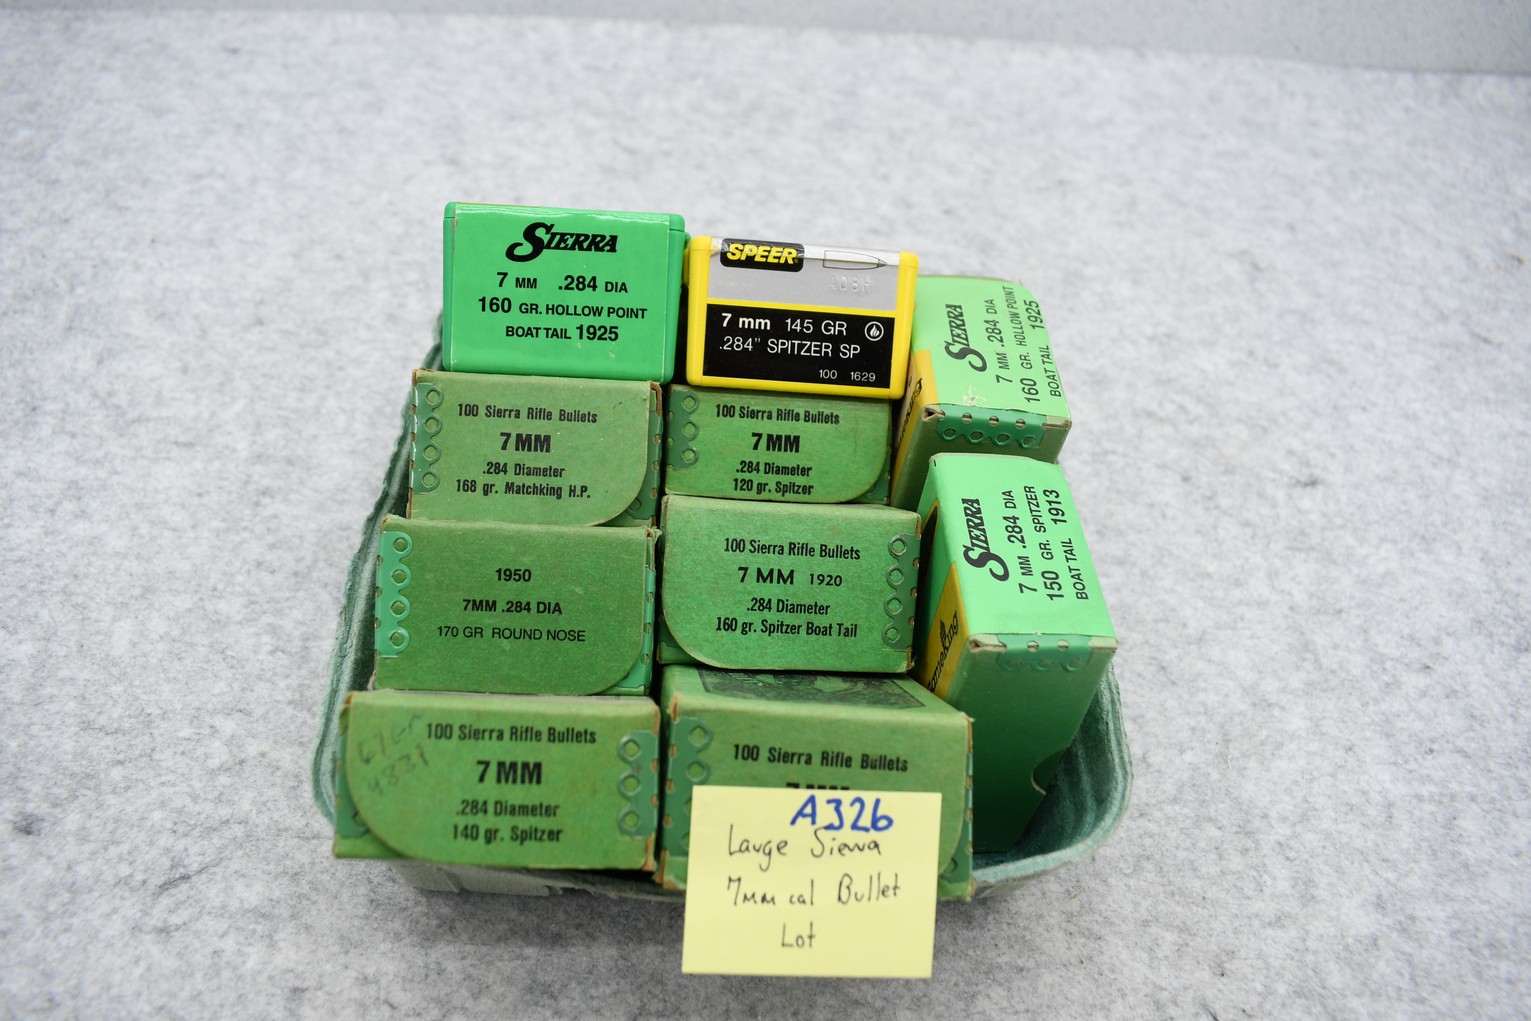 SIERRA
7 MM .284 DIA
160 GR. HOLLOW POINT
BOAT TAIL 1925
SPEER
7 mm 145 GR
.284" SPITZER SP
100 1629
SIERRA
7 MM .284 DIA
160 GR. HOLLOW POINT
BOAT TAIL 1925
100 Sierra Rifle Bullets
7MM
.284 Diameter
168 gr. Matchking H.P.
100 Sierra Rifle Bullets
7MM
.284 Diameter
120 gr. Spitzer
SIERRA
7 MM .284 DIA
150 GR. SPITZER
BOAT TAIL 1913
1950
7MM .284 DIA
170 GR ROUND NOSE
100 Sierra Rifle Bullets
7 MM 1920
.284 Diameter
160 gr. Spitzer Boat Tail
100 Sierra Rifle Bullets
7MM
.284 Diameter
140 gr. Spitzer
67 Gr
4831
100 Sierra Rifle Bullets
A326
Large Sierra
7mm cal Bullet
Lot